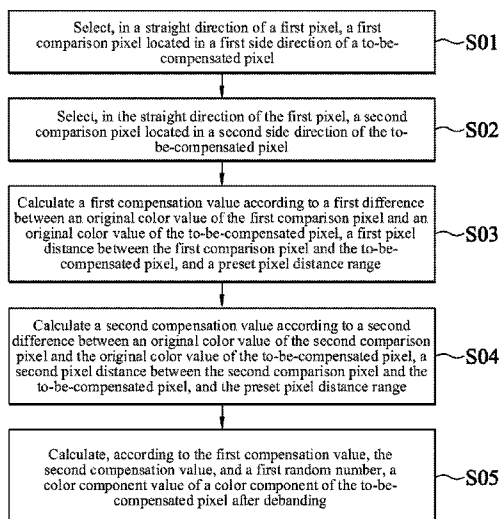 Select, in a straight direction of a first pixel, a first
comparison pixel located in a first side direction of a to-be-
compensated pixel
S01
Select, in the straight direction of the first pixel, a second
comparison pixel located in a second side direction of the to-
be-compensated pixel
S02
Calculate a first compensation value according to a first difference
between an original color value of the first comparison pixel and an
original color value of the to-be-compensated pixel, a first pixel
distance between the first comparison pixel and the to-be-
compensated pixel, and a preset pixel distance range
S03
Calculate a second compensation value according to a second
difference between an original color value of the second comparison
pixel and the original color value of the to-be-compensated pixel, a
second pixel distance between the second comparison pixel and the
to-be-compensated pixel, and the preset pixel distance range
S04
Calculate, according to the first compensation value, the
second compensation value, and a first random number, a
color component value of a color component of the to-be-
compensated pixel after debanding
S05